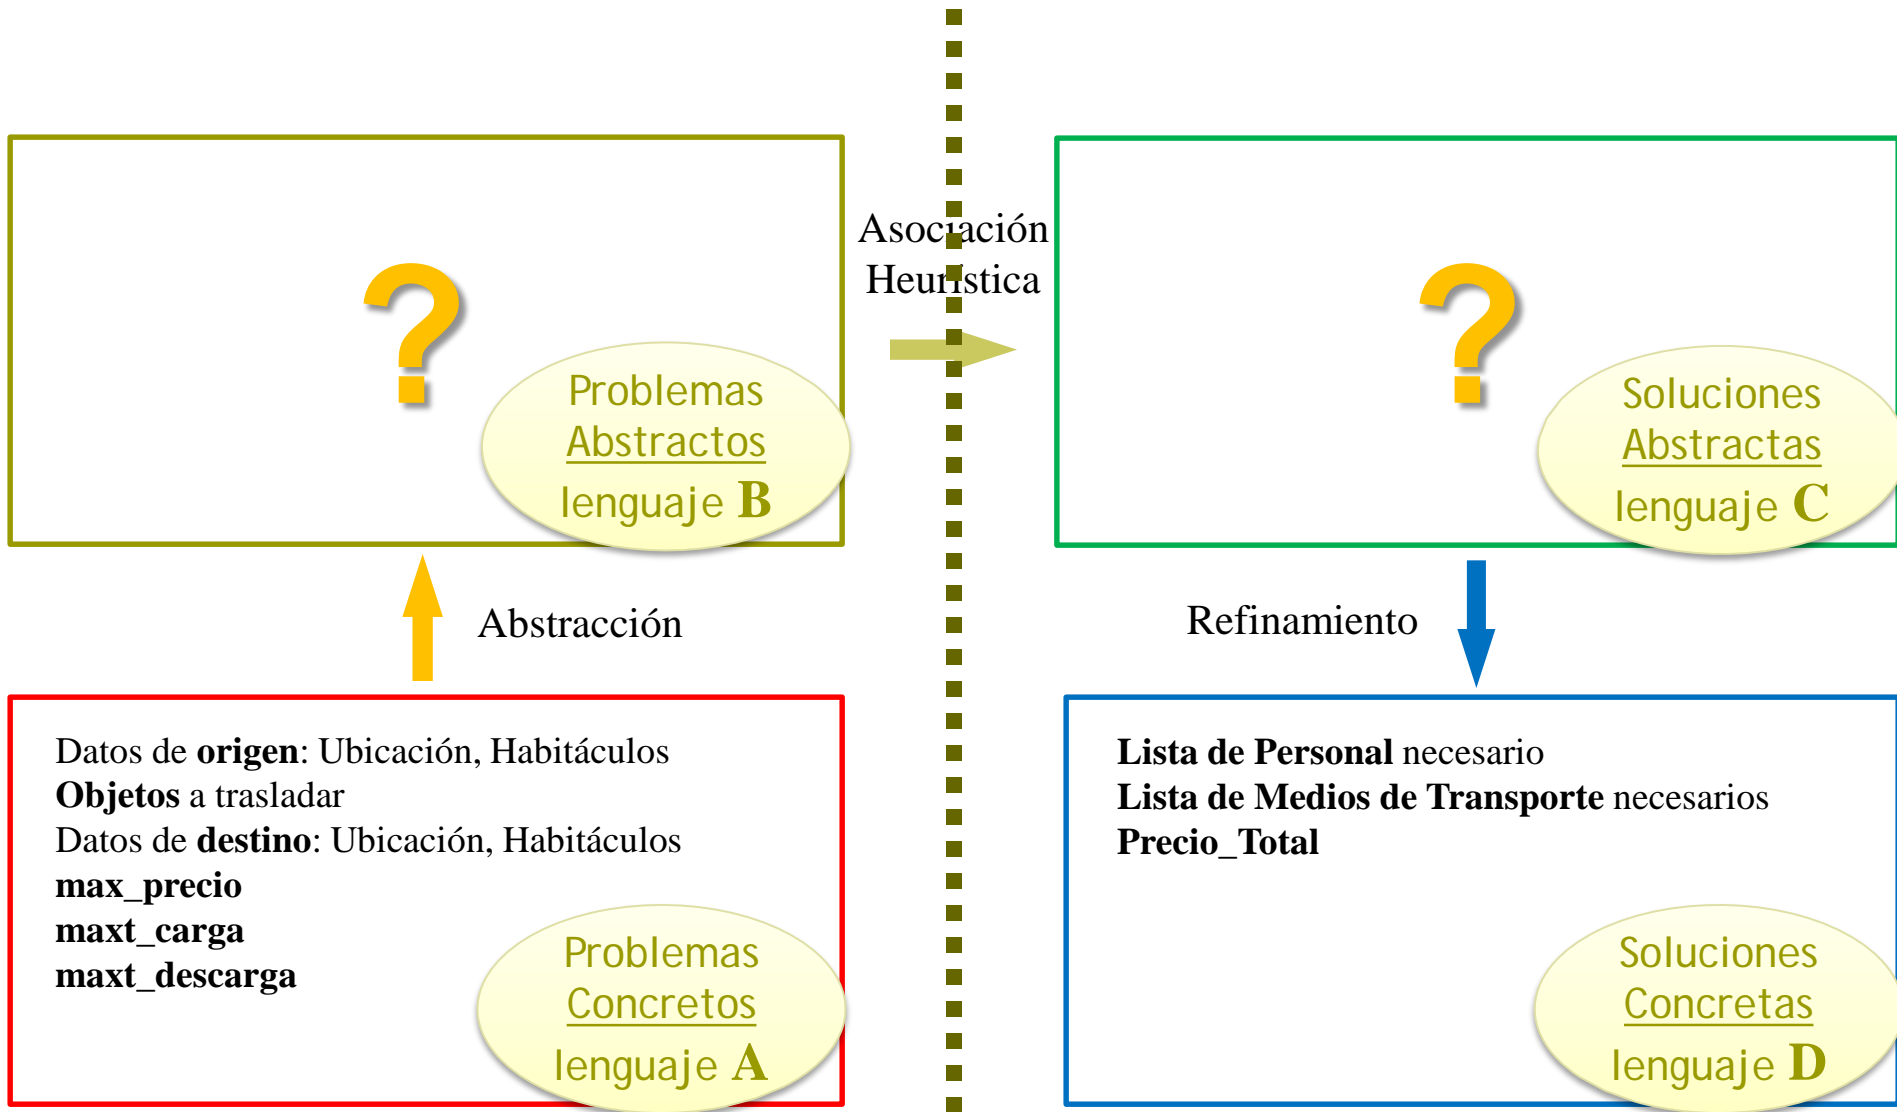 ?
Problemas
Abstractos
lenguaje B
Asociación
Heurística
?
Soluciones
Abstractas
lenguaje C
Abstracción
Refinamiento
Datos de origen: Ubicación, Habitáculos
Objetos a trasladar
Datos de destino: Ubicación, Habitáculos
max_precio
maxt_carga
maxt_descarga
Problemas
Concretos
lenguaje A
Lista de Personal necesario
Lista de Medios de Transporte necesarios
Precio_Total
Soluciones
Concretas
lenguaje D